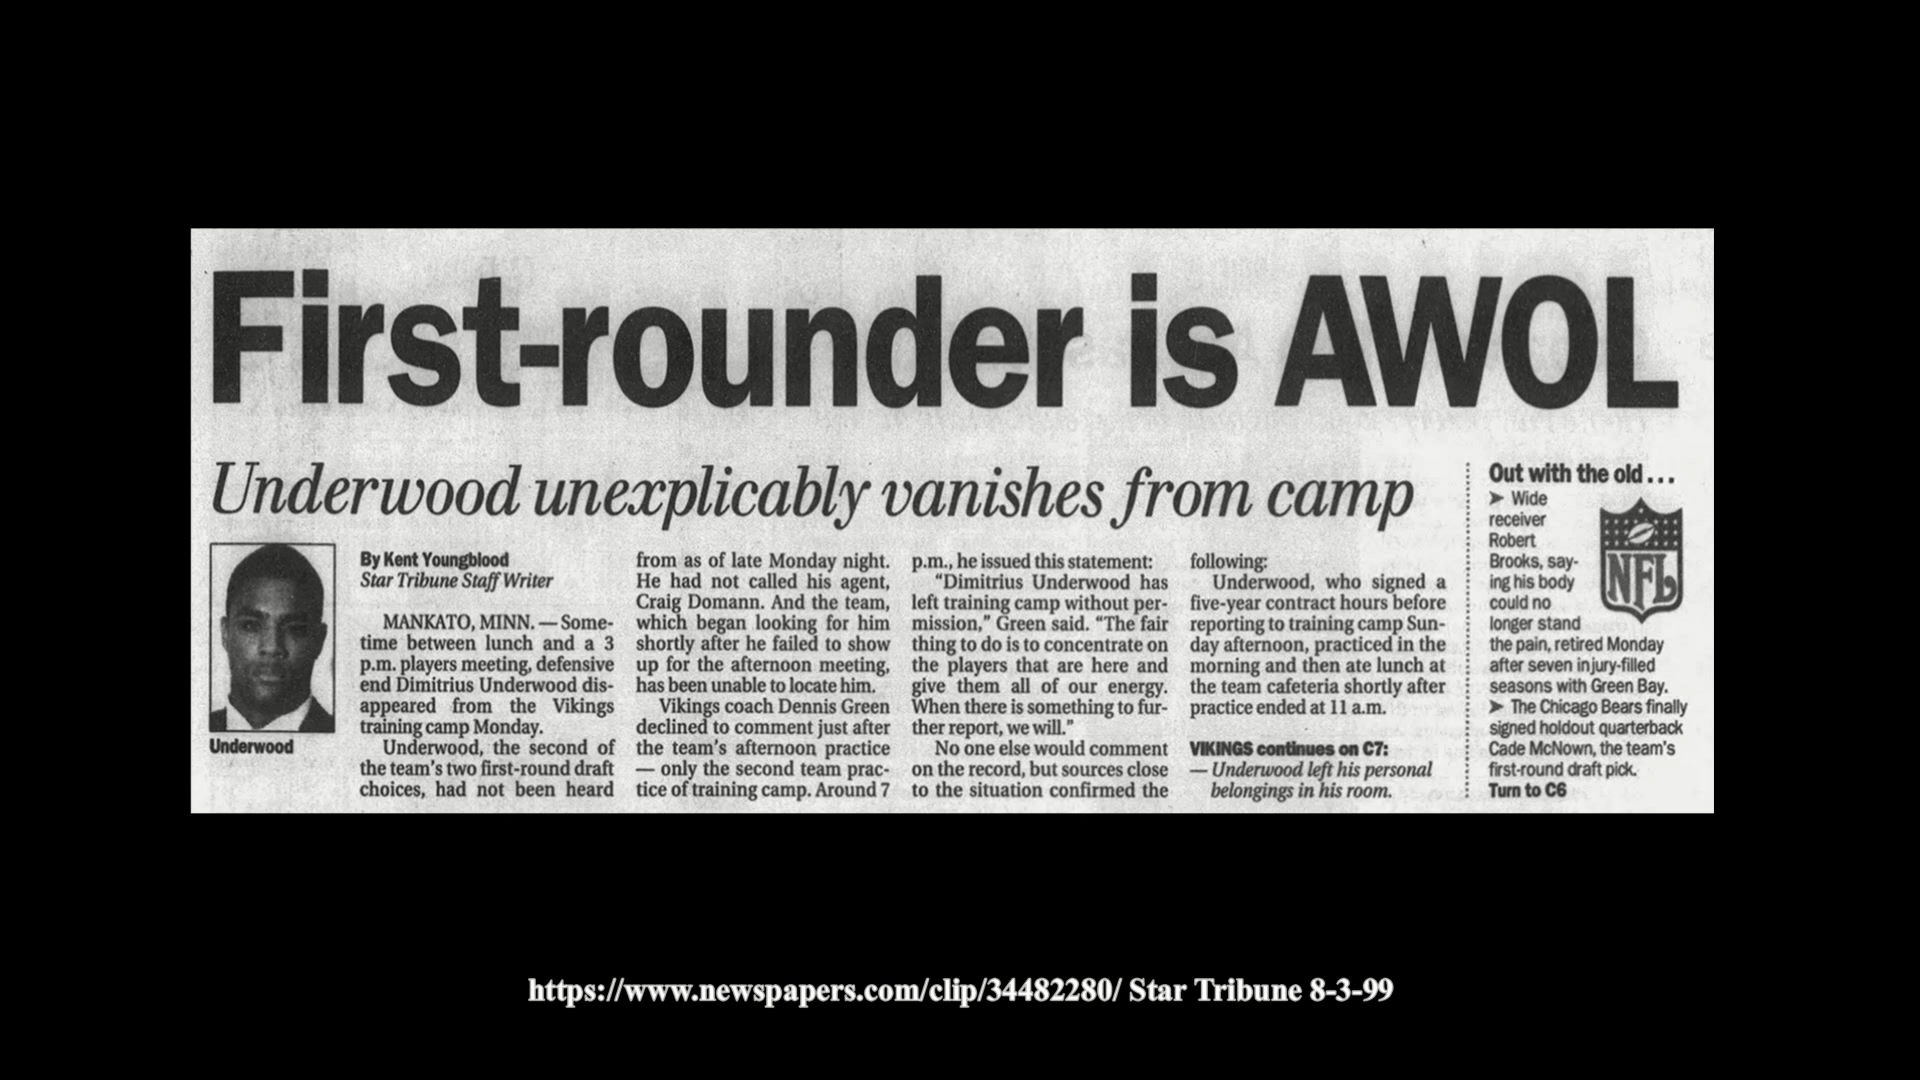 First-rounder is AWOL
Underwood unexplicably vanishes from camp
Underwood
By Kent Youngblood
Star Tribune Staff Writer
MANKATO, MINN. — Some-
time between lunch and a 3
p.m. players meeting, defensive
end Dimitrius Underwood dis-
appeared from the Vikings
training camp Monday.
Underwood, the second of
the team's two first-round draft
choices, had not been heard
from as of late Monday night.
He had not called his agent,
Craig Domann. And the team,
which began looking for him
shortly after he failed to show
up for the afternoon meeting,
has been unable to locate him.
Vikings coach Dennis Green
declined to comment just after
the team's afternoon practice
— only the second team prac-
tice of training camp. Around 7
p.m., he issued this statement:
"Dimitrius Underwood has
left training camp without per-
mission," Green said. "The fair
thing to do is to concentrate on
the players that are here and
give them all of our energy.
When there is something to fur-
ther report, we will."
No one else would comment
on the record, but sources close
to the situation confirmed the
following:
Underwood, who signed a
five-year contract hours before
reporting to training camp Sun-
day afternoon, practiced in the
morning and then ate lunch at
the team cafeteria shortly after
practice ended at 11 a.m.
VIKINGS continues on C7:
— Underwood left his personal
belongings in his room.
Out with the old . . .
➤ Wide
receiver
Robert
Brooks, say-
ing his body
could no
longer stand
the pain, retired Monday
after seven injury-filled
seasons with Green Bay.
➤ The Chicago Bears finally
signed holdout quarterback
Cade McNown, the team's
first-round draft pick.
Turn to C6
NFL
https://www.newspapers.com/clip/34482280/ Star Tribune 8-3-99